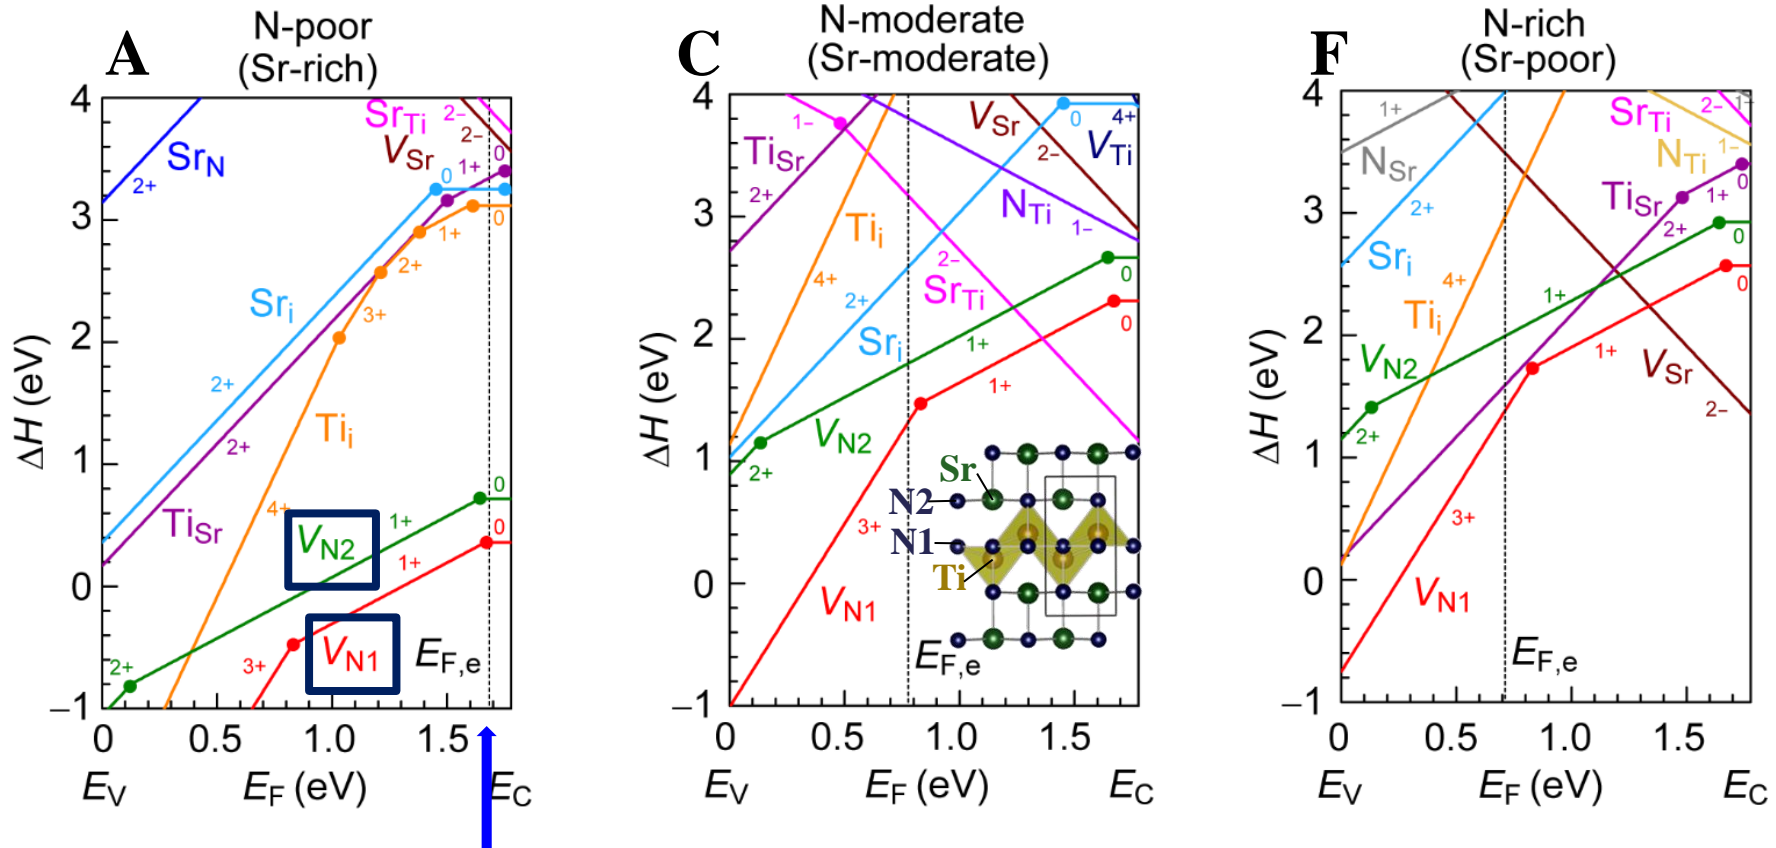 A
N-poor
(Sr-rich)
4
3
2
1
0
−1
ΔH (eV)
Sr_N
2+
Sr_Ti
2−
V_Sr
2−
0
1+
0
0
1+
2+
3+
Sr_i
2+
2+
Ti_i
4+
Ti_Sr
V_N2
1+
0
0
1+
V_N1
3+
2+
E_F,e
0
0.5
1.0
1.5
E_V
E_F (eV)
E_C
C
N-moderate
(Sr-moderate)
4
3
2
1
0
−1
ΔH (eV)
1−
Ti_Sr
2+
V_Sr
2−
0
4+
V_Ti
Ti_i
4+
N_Ti
1−
2−
Sr_Ti
2+
Sr_i
0
1+
0
1+
V_N2
2+
3+
V_N1
Sr
N2
N1
Ti
E_F,e
0
0.5
1.0
1.5
E_V
E_F (eV)
E_C
F
N-rich
(Sr-poor)
4
3
2
1
0
−1
ΔH (eV)
1+
N_Sr
2+
Sr_i
Sr_Ti
2−
1+
N_Ti
1−
Ti_Sr
0
1+
2+
0
4+
Ti_i
1+
0
V_N2
2+
1+
V_Sr
2−
3+
V_N1
E_F,e
0
0.5
1.0
1.5
E_V
E_F (eV)
E_C